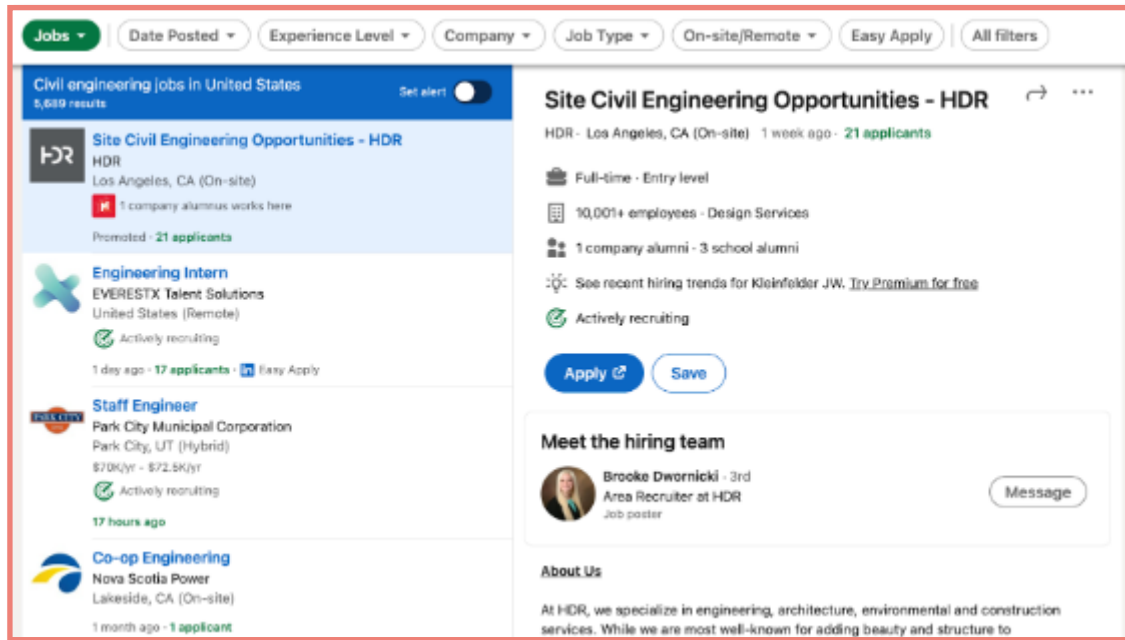 Jobs
Date Posted
Experience Level
Company
Job Type
On-site/Remote
Easy Apply
All filters
Civil engineering jobs in United States
5,689 results
Set alert
HDR
Site Civil Engineering Opportunities - HDR
HDR
Los Angeles, CA (On-site)
1 company alumnus works here
Promoted · 21 applicants
Engineering Intern
EVERESTX Talent Solutions
United States (Remote)
Actively recruiting
1 day ago · 17 applicants · in Easy Apply
PARK CITY
Staff Engineer
Park City Municipal Corporation
Park City, UT (Hybrid)
$70K/yr - $72.5K/yr
Actively recruiting
17 hours ago
Co-op Engineering
Nova Scotia Power
Lakeside, CA (On-site)
1 month ago · 1 applicant
Site Civil Engineering Opportunities - HDR
HDR · Los Angeles, CA (On-site) 1 week ago · 21 applicants
Full-time · Entry level
10,001+ employees · Design Services
1 company alumni · 3 school alumni
See recent hiring trends for Kleinfelder JW. Try Premium for free
Actively recruiting
Apply
Save
Meet the hiring team
Brooke Dwornicki · 3rd
Area Recruiter at HDR
Job poster
Message
About Us
At HDR, we specialize in engineering, architecture, environmental and construction
services. While we are most well-known for adding beauty and structure to